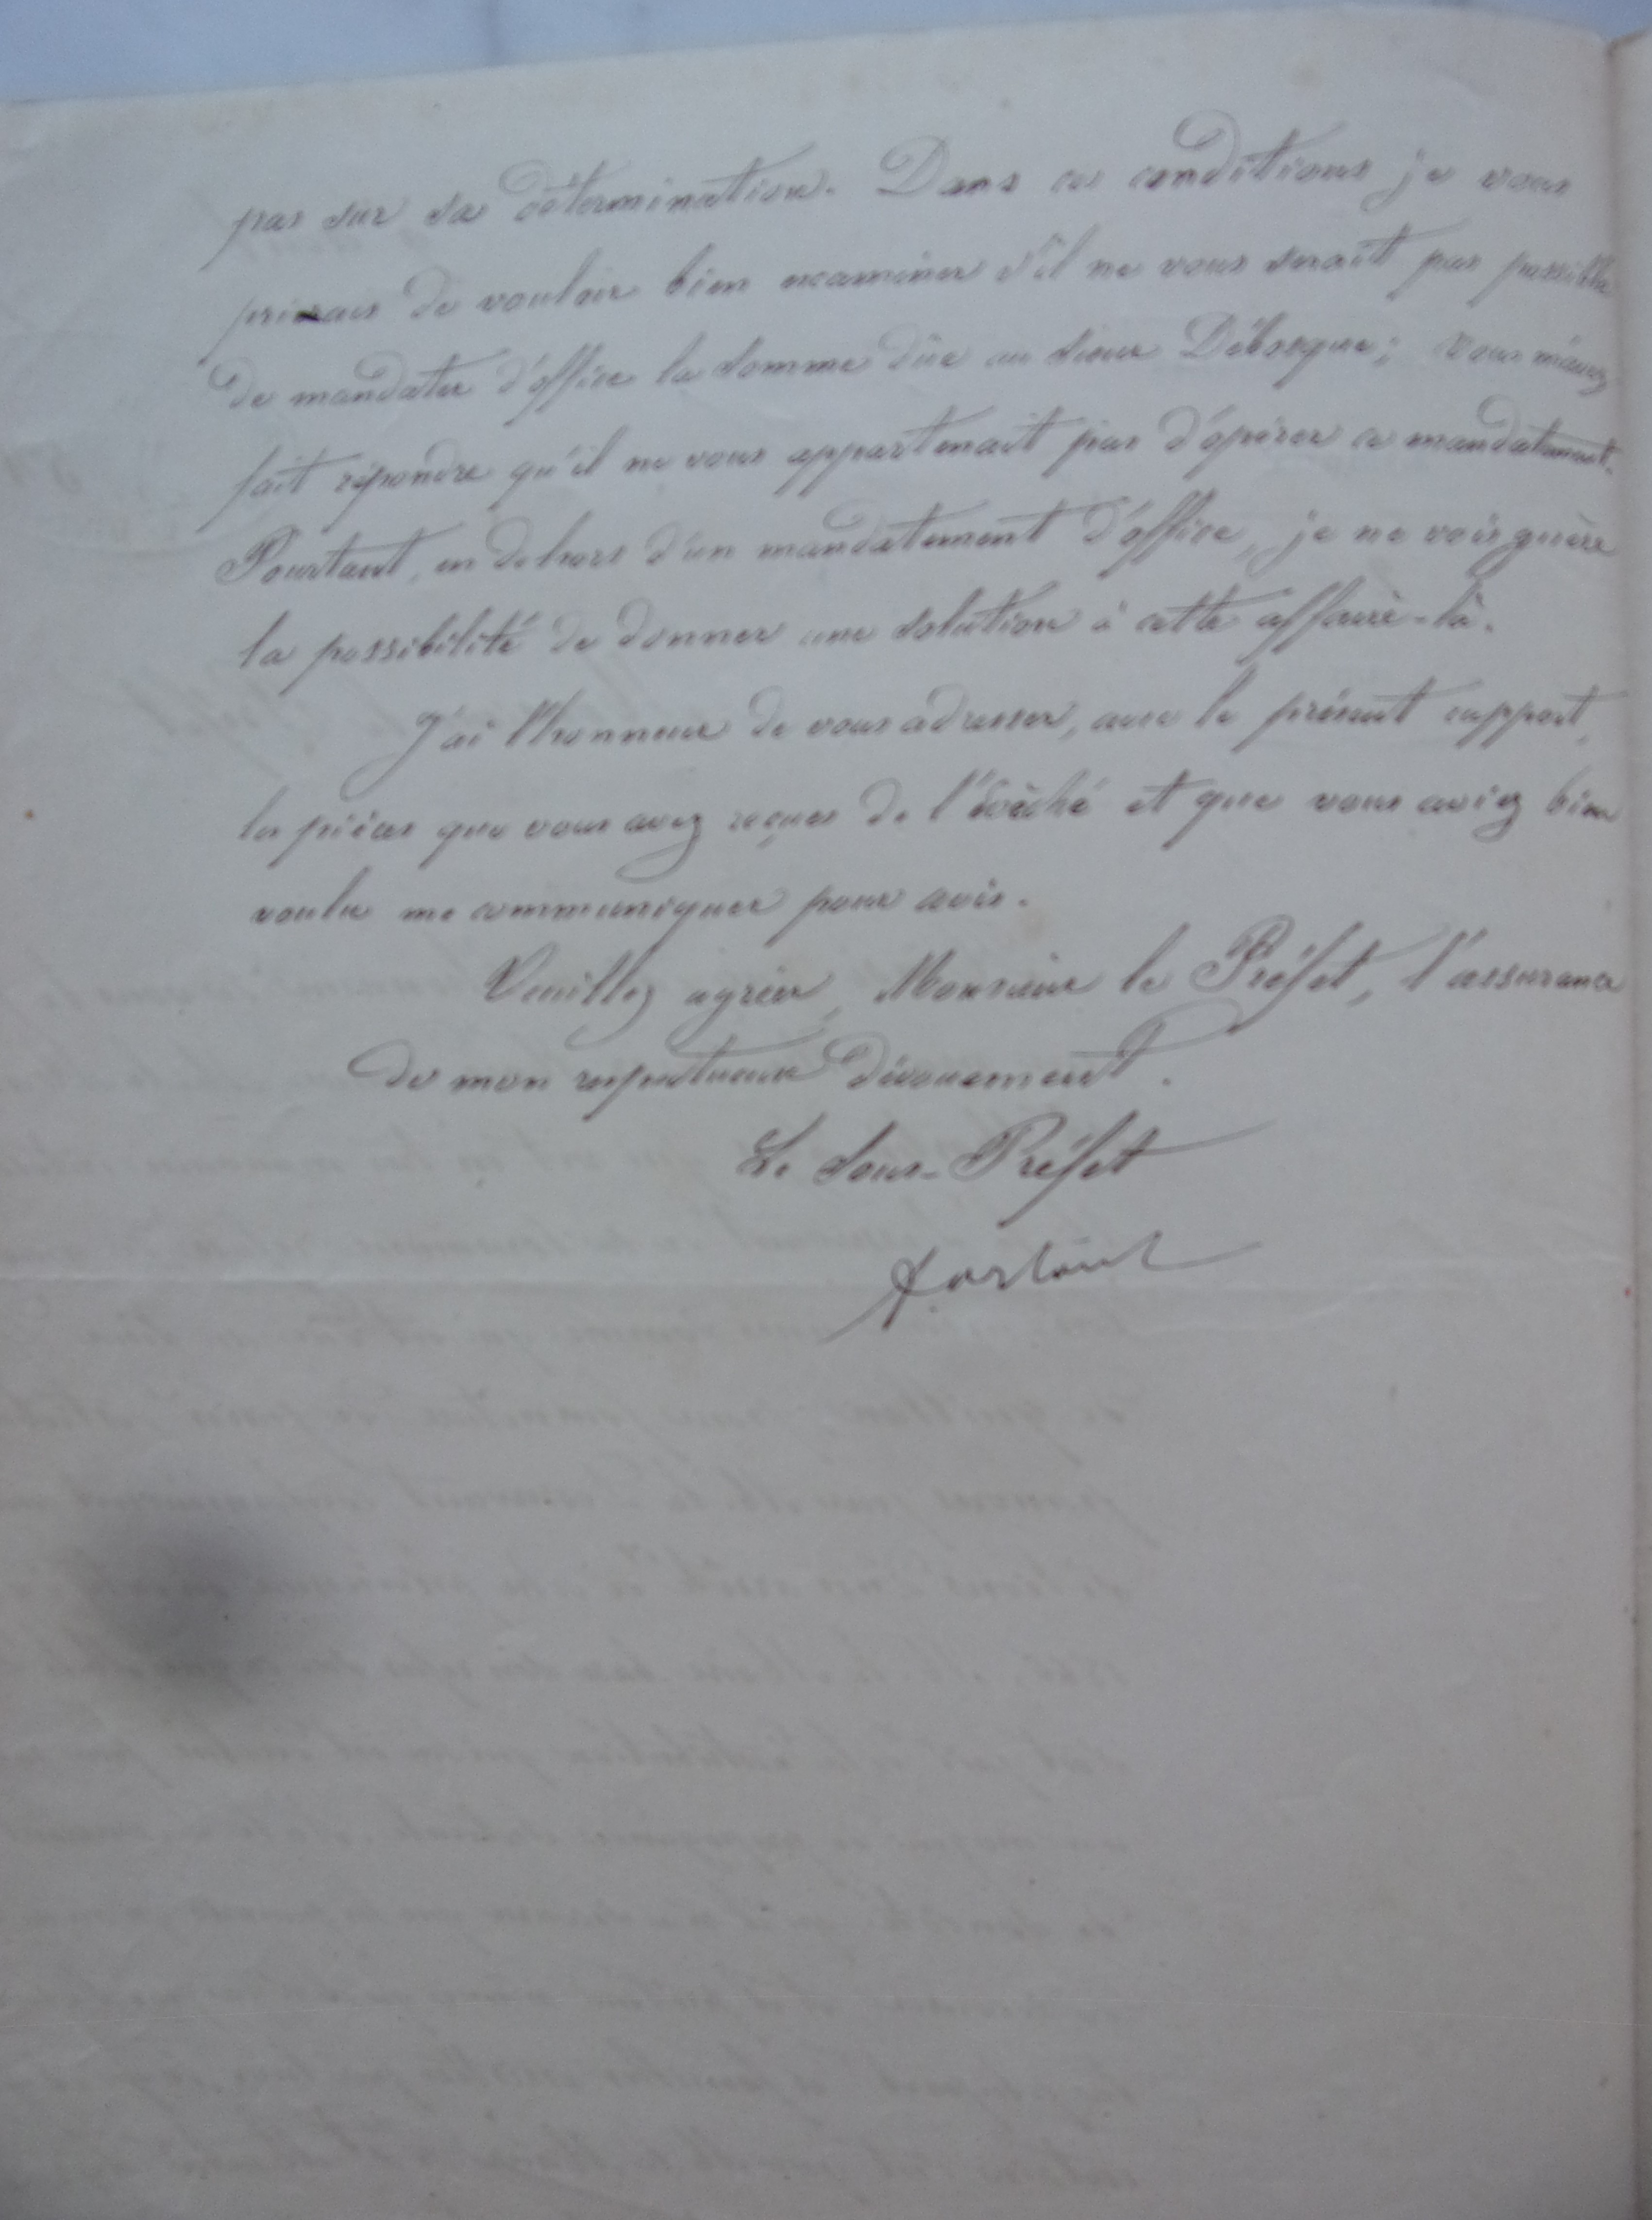 pas sur sa détermination. Dans ces conditions je vous
priais de vouloir bien examiner s'il ne vous serait pas possible
de mandater d'office la somme dûe au sieur Débosque; vous m'avez
fait répondre qu'il ne vous appartenait pas d'opérer ce mandatement.
Pourtant, en dehors d'un mandatement d'office, je ne vois guère
la possibilité de donner une solution à cette affaire-là.
J'ai l'honneur de vous adresser, avec le présent rapport,
les pièces que vous avez reçues de l'Évêché et que vous aviez bien
voulu me communiquer pour avis.
Veuillez agréer, Monsieur le Préfet, l'assurance
de mon respectueux dévouement.
Le Sous-Préfet